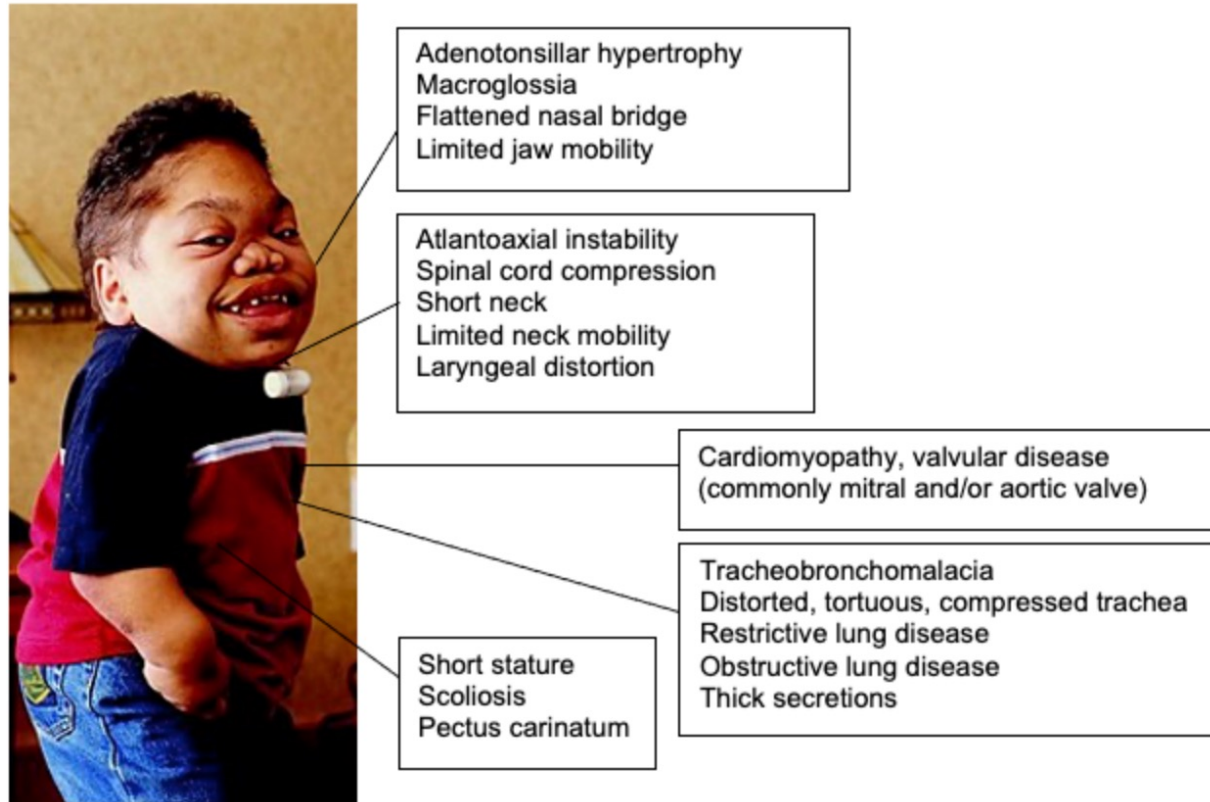 Adenotonsillar hypertrophy
Macroglossia
Flattened nasal bridge
Limited jaw mobility
Atlantoaxial instability
Spinal cord compression
Short neck
Limited neck mobility
Laryngeal distortion
Cardiomyopathy, valvular disease
(commonly mitral and/or aortic valve)
Tracheobronchomalacia
Distorted, tortuous, compressed trachea
Restrictive lung disease
Obstructive lung disease
Thick secretions
Short stature
Scoliosis
Pectus carinatum